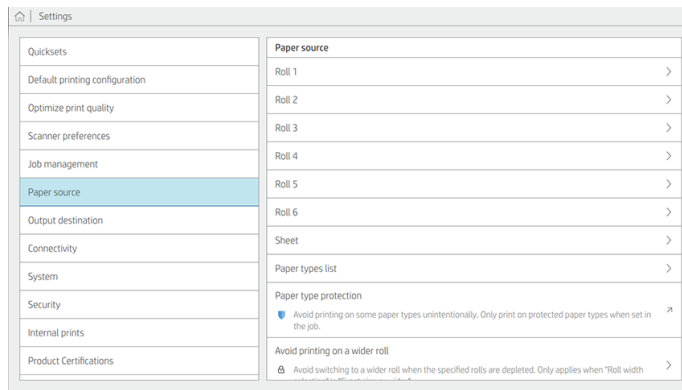 Settings
Quicksets
Default printing configuration
Optimize print quality
Scanner preferences
Job management
Paper source
Output destination
Connectivity
System
Security
Internal prints
Product Certifications
Paper source
Roll 1
Roll 2
Roll 3
Roll 4
Roll 5
Roll 6
Sheet
Paper types list
Paper type protection
Avoid printing on some paper types unintentionally. Only print on protected paper types when set in
the job.
Avoid printing on a wider roll
Avoid switching to a wider roll when the specified rolls are depleted. Only applies when "Roll width